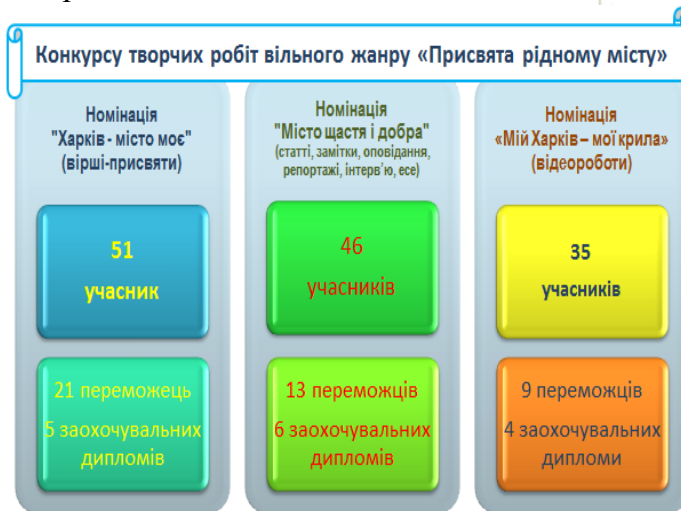 Конкурсу творчих робіт вільного жанру «Присвята рідному місту»
Номінація
"Харків - місто моє"
(вірші-присвяти)
51
учасник
21 переможець
5 заохочувальних
дипломів
Номінація
"Місто щастя і добра"
(статті, замітки, оповідання,
репортажі, інтерв'ю, есе)
46
учасників
13 переможців
6 заохочувальних
дипломів
Номінація
«Мій Харків – мої крила»
(відеороботи)
35
учасників
9 переможців
4 заохочувальних
дипломи